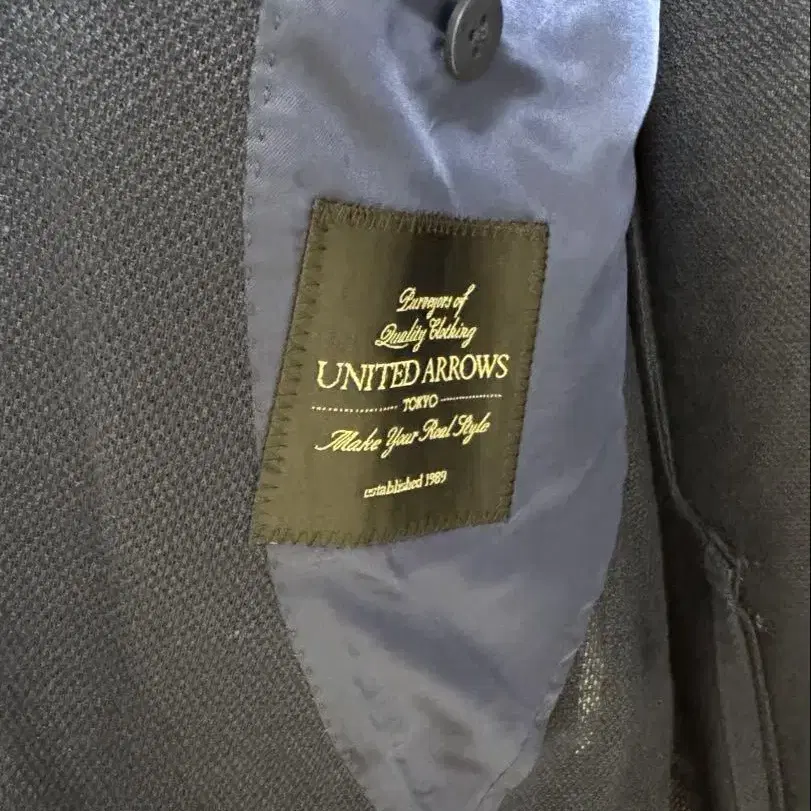 Purveyors of
Quality Clothing
UNITED ARROWS
TOKYO
Make Your Real Style
established 1989